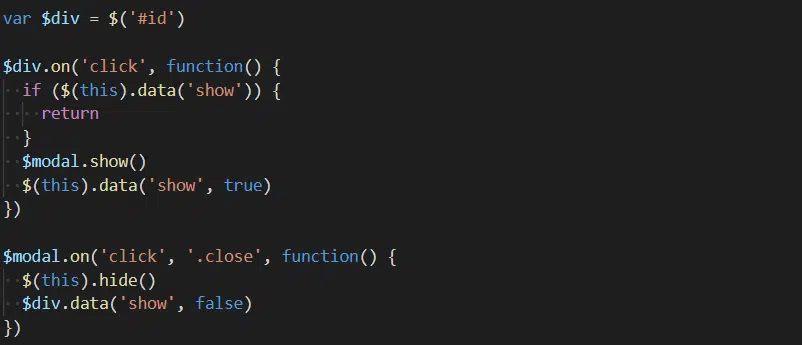 var $div = $('#id')
$div.on('click', function() {
if ($(this).data('show')) {
return
}
$modal.show()
$(this).data('show', true)
})
$modal.on('click', '.close', function() {
$(this).hide()
$div.data('show', false)
})